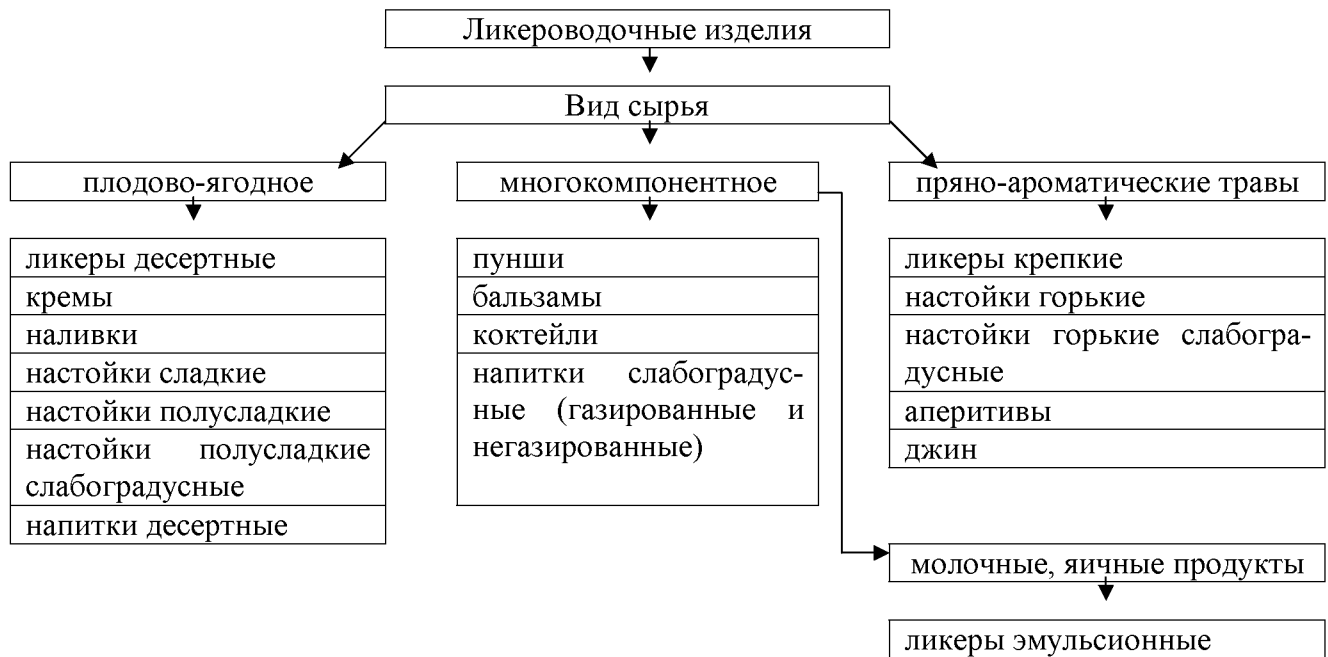 Ликероводочные изделия
Вид сырья
плодово-ягодное
многокомпонентное
пряно-ароматические травы
ликеры десертные
кремы
наливки
настойки сладкие
настойки полусладкие
настойки полусладкие
слабоградусные
напитки десертные
пунши
бальзамы
коктейли
напитки слабоградус-
ные (газированные и
негазированные)
ликеры крепкие
настойки горькие
настойки горькие слабогра-
дусные
аперитивы
джин
молочные, яичные продукты
ликеры эмульсионные